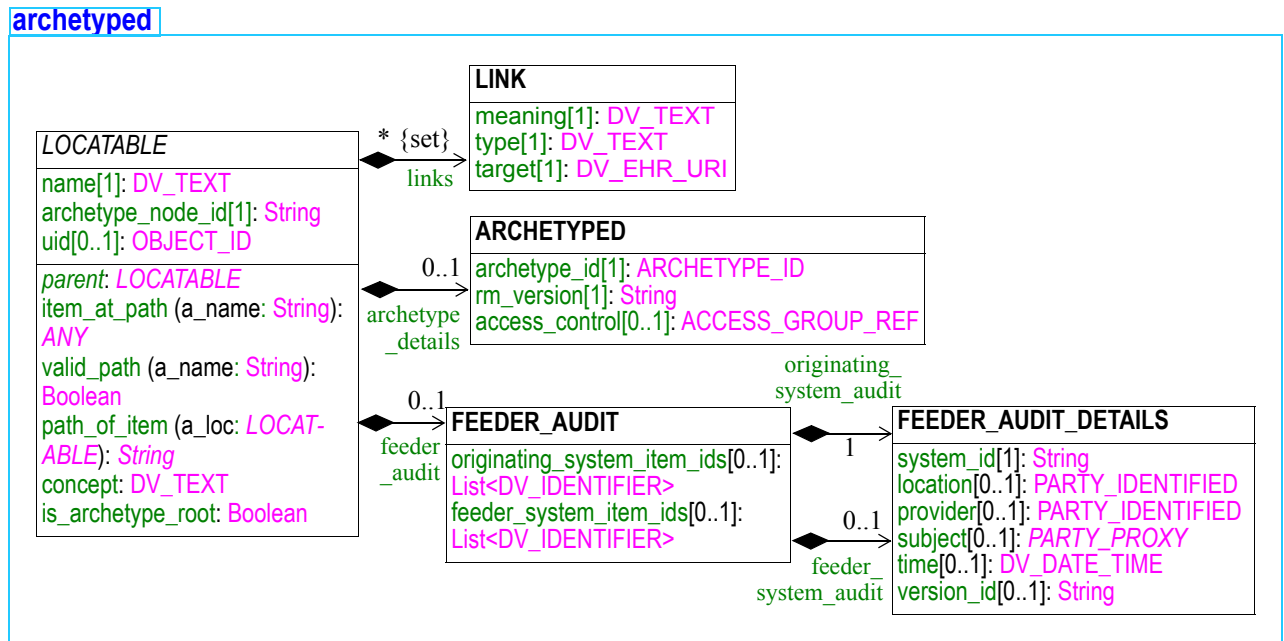 archetyped
LOCATABLE
name[1]: DV_TEXT
archetype_node_id[1]: String
uid[0..1]: OBJECT_ID
parent: LOCATABLE
item_at_path (a_name: String):
ANY
valid_path (a_name: String):
Boolean
path_of_item (a_loc: LOCAT-
ABLE): String
concept: DV_TEXT
is_archetype_root: Boolean
* {set}
links
LINK
meaning[1]: DV_TEXT
type[1]: DV_TEXT
target[1]: DV_EHR_URI
0..1
archetype
_details
ARCHETYPED
archetype_id[1]: ARCHETYPE_ID
rm_version[1]: String
access_control[0..1]: ACCESS_GROUP_REF
0..1
feeder
_audit
FEEDER_AUDIT
originating_system_item_ids[0..1]:
List<DV_IDENTIFIER>
feeder_system_item_ids[0..1]:
List<DV_IDENTIFIER>
originating_
system_audit
1
0..1
feeder_
system_audit
FEEDER_AUDIT_DETAILS
system_id[1]: String
location[0..1]: PARTY_IDENTIFIED
provider[0..1]: PARTY_IDENTIFIED
subject[0..1]: PARTY_PROXY
time[0..1]: DV_DATE_TIME
version_id[0..1]: String